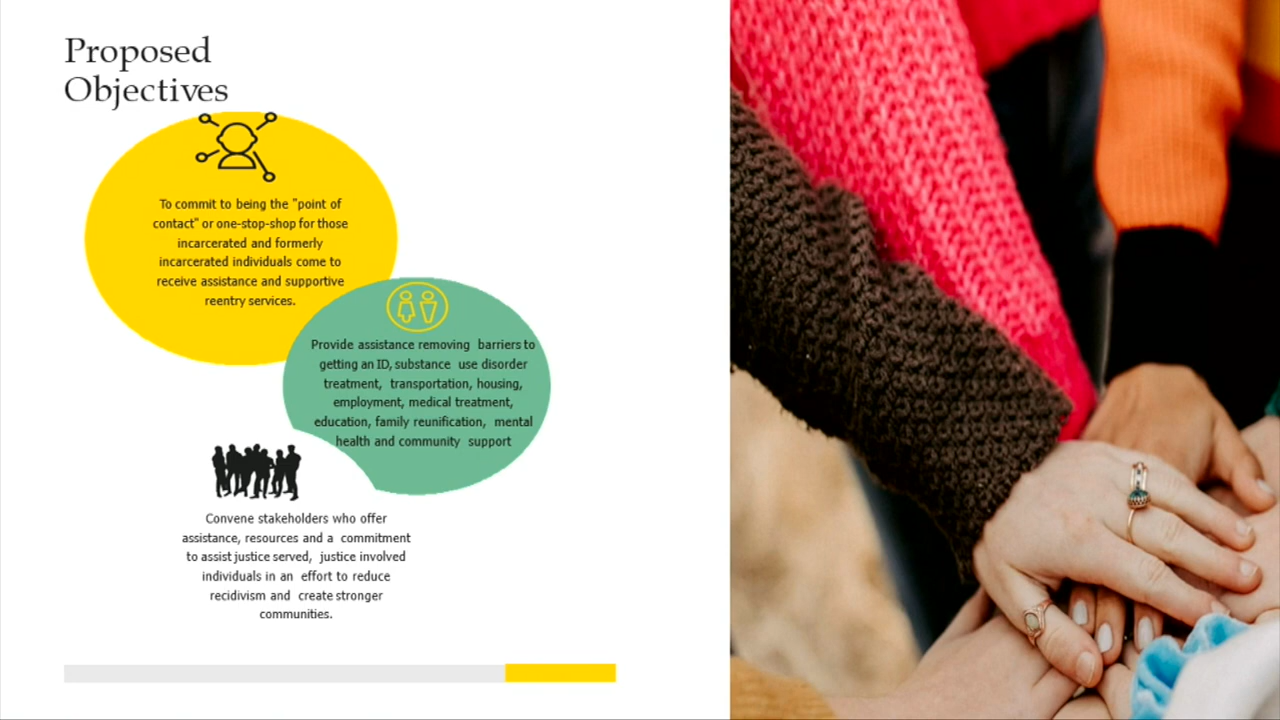 Proposed
Objectives
To commit to being the "point of
contact" or one-stop-shop for those
incarcerated and formerly
incarcerated individuals come to
receive assistance and supportive
reentry services.
Provide assistance removing barriers to
getting an ID, substance use disorder
treatment, transportation, housing,
employment, medical treatment,
education, family reunification, mental
health and community support
Convene stakeholders who offer
assistance, resources and a commitment
to assist justice served, justice involved
individuals in an effort to reduce
recidivism and create stronger
communities.